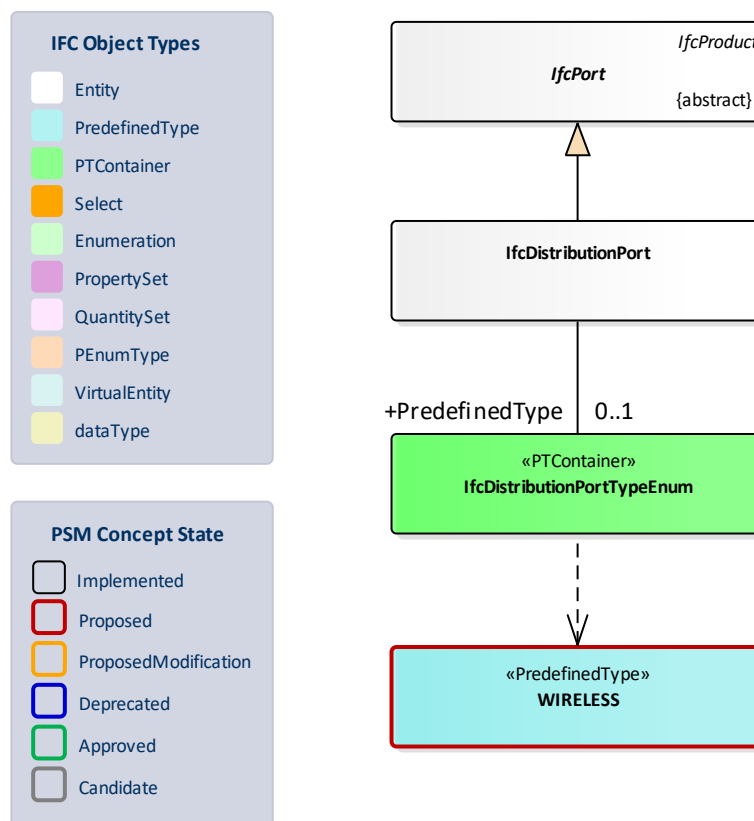 IFC Object Types
Entity
PredefinedType
PTContainer
Select
Enumeration
PropertySet
QuantitySet
PEnumType
VirtualEntity
dataType
PSM Concept State
Implemented
Proposed
ProposedModification
Deprecated
Approved
Candidate
IfcProduct
IfcPort
{abstract}
IfcDistributionPort
+PredefinedType 0..1
«PTContainer»
IfcDistributionPortTypeEnum
«PredefinedType»
WIRELESS